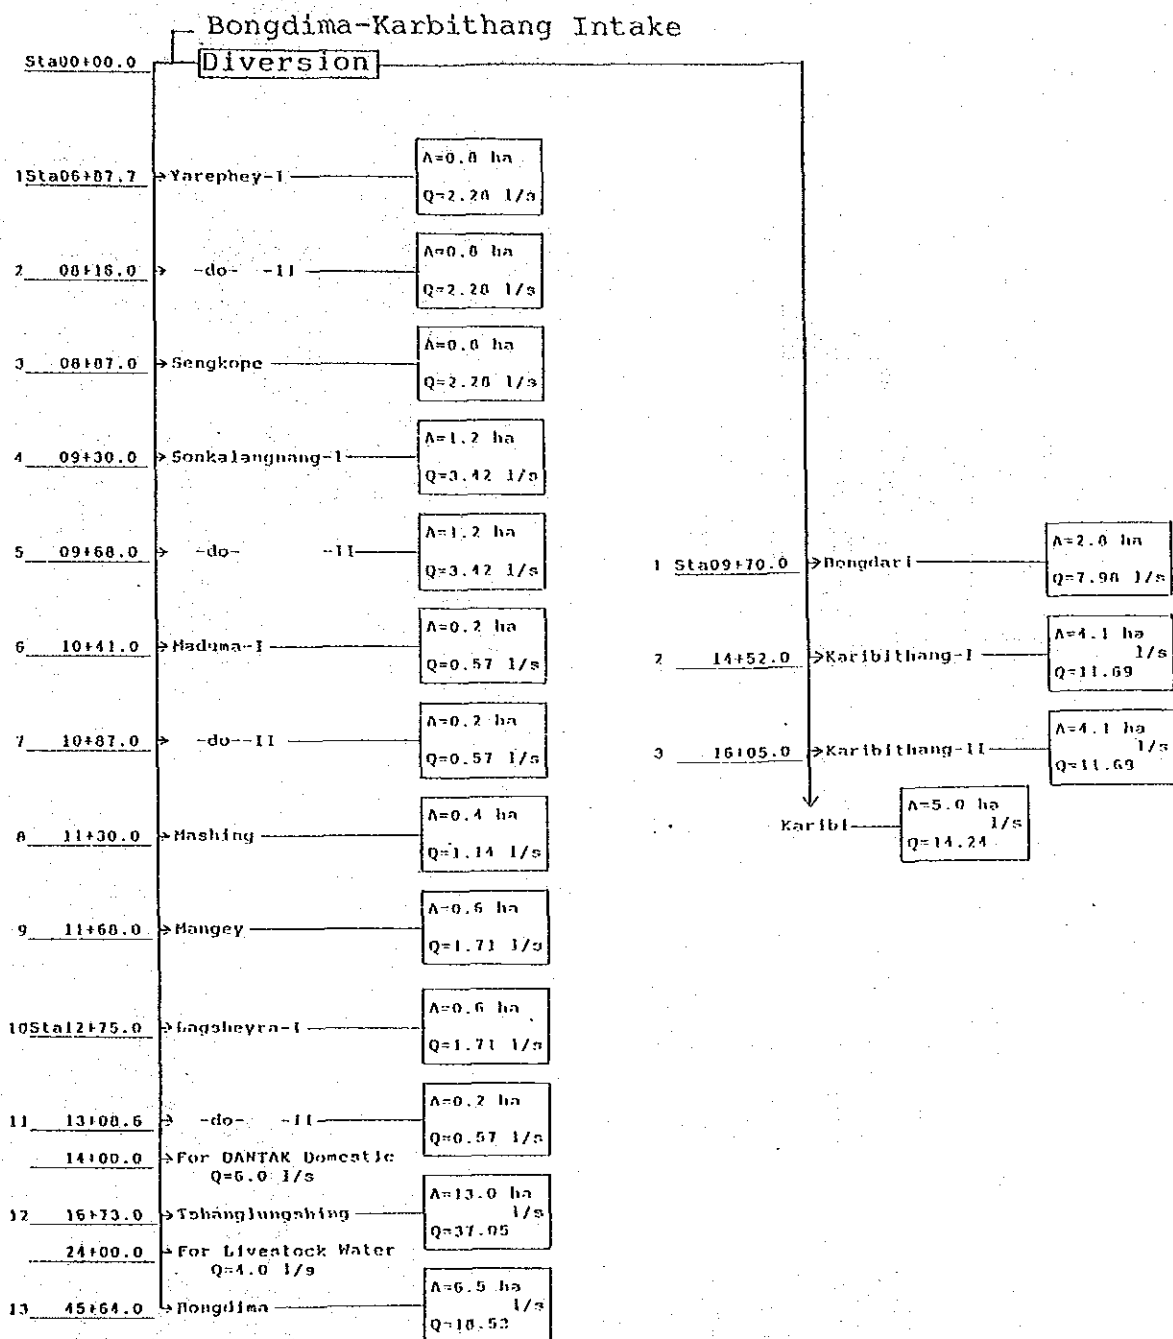 Bongdima-Karbithang Intake
Sta00+00.0 Diversion
1 Sta06+87.7 Yarephey-I A=0.8 ha
Q=2.28 l/s
2 08+16.0 -do- -II A=0.8 ha
Q=2.28 l/s
3 08+87.0 Sengkope A=0.8 ha
Q=2.28 l/s
4 09+30.0 Sonkalangnang-I A=1.2 ha
Q=3.42 l/s
5 09+68.0 -do- -II A=1.2 ha
Q=3.42 l/s
6 10+41.0 Maduma-I A=0.2 ha
Q=0.57 l/s
7 10+87.0 -do--II A=0.2 ha
Q=0.57 l/s
8 11+30.0 Mashing A=0.4 ha
Q=1.14 l/s
9 11+68.0 Mangey A=0.6 ha
Q=1.71 l/s
10 Sta12+75.0 Lagsheyra-I A=0.6 ha
Q=1.71 l/s
11 13+08.6 -do- -II A=0.2 ha
Q=0.57 l/s
14+00.0 For DANTAK Domestic
Q=6.0 l/s
12 16+73.0 Tshanglungshing A=13.0 ha
l/s
Q=37.05
24+00.0 For Livestock Water
Q=4.0 l/s
13 45+64.0 Bongdima A=6.5 ha
l/s
Q=18.53
1 Sta09+70.0 Bongdari A=2.8 ha
Q=7.98 l/s
2 14+52.0 Karibithang-I A=4.1 ha
l/s
Q=11.69
3 16+05.0 Karibithang-II A=4.1 ha
l/s
Q=11.69
Karibi A=5.0 ha
l/s
Q=14.24